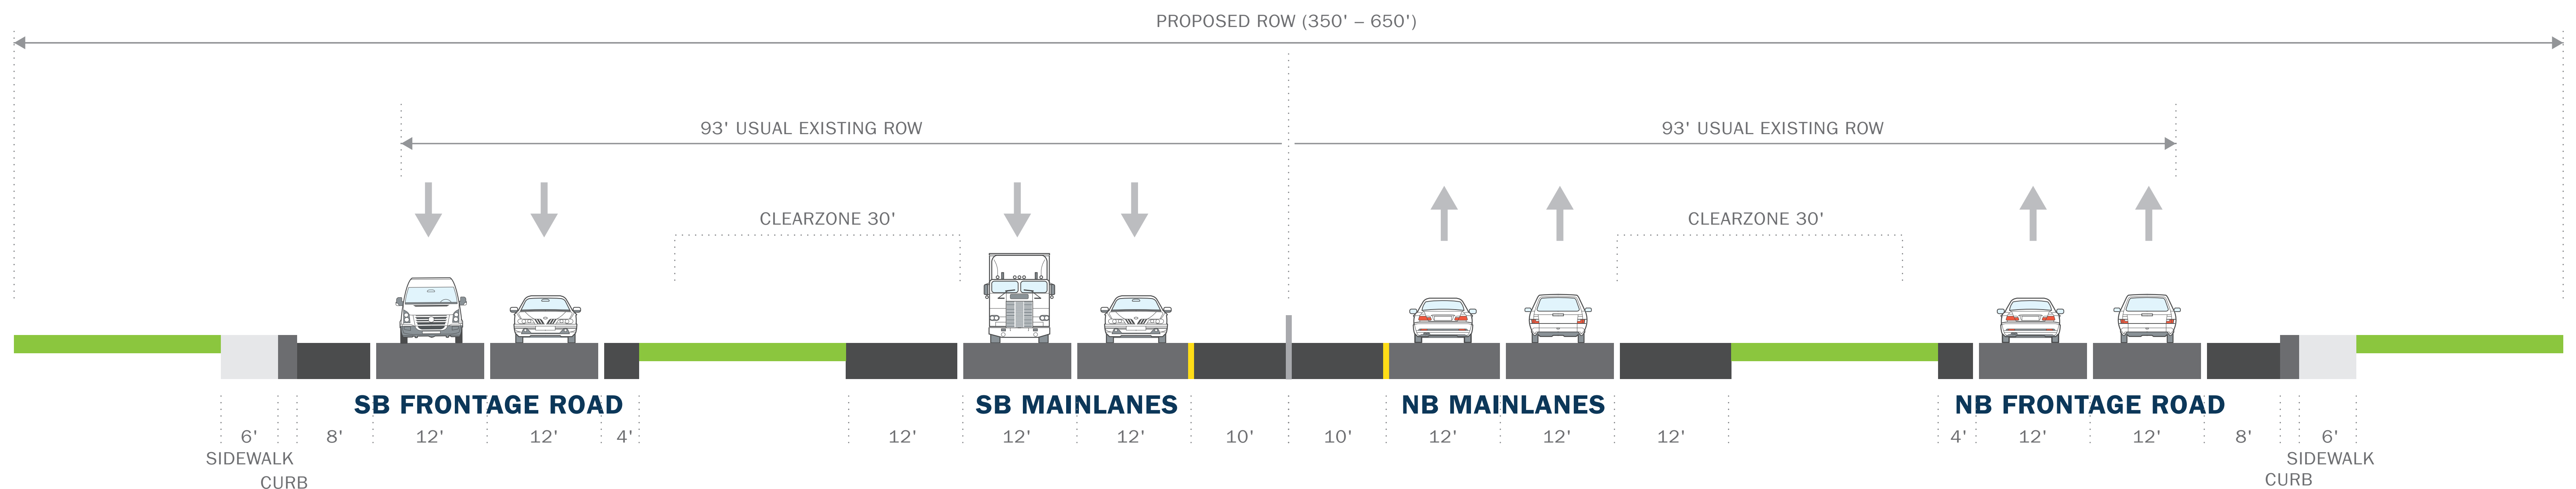 PROPOSED ROW (350' – 650')
93' USUAL EXISTING ROW
93' USUAL EXISTING ROW
CLEARZONE 30'
CLEARZONE 30'
SB FRONTAGE ROAD
SB MAINLANES
NB MAINLANES
NB FRONTAGE ROAD
6'
8'
12'
12'
4'
12'
12'
12'
10'
10'
12'
12'
12'
4'
12'
12'
8'
6'
SIDEWALK
SIDEWALK
CURB
CURB